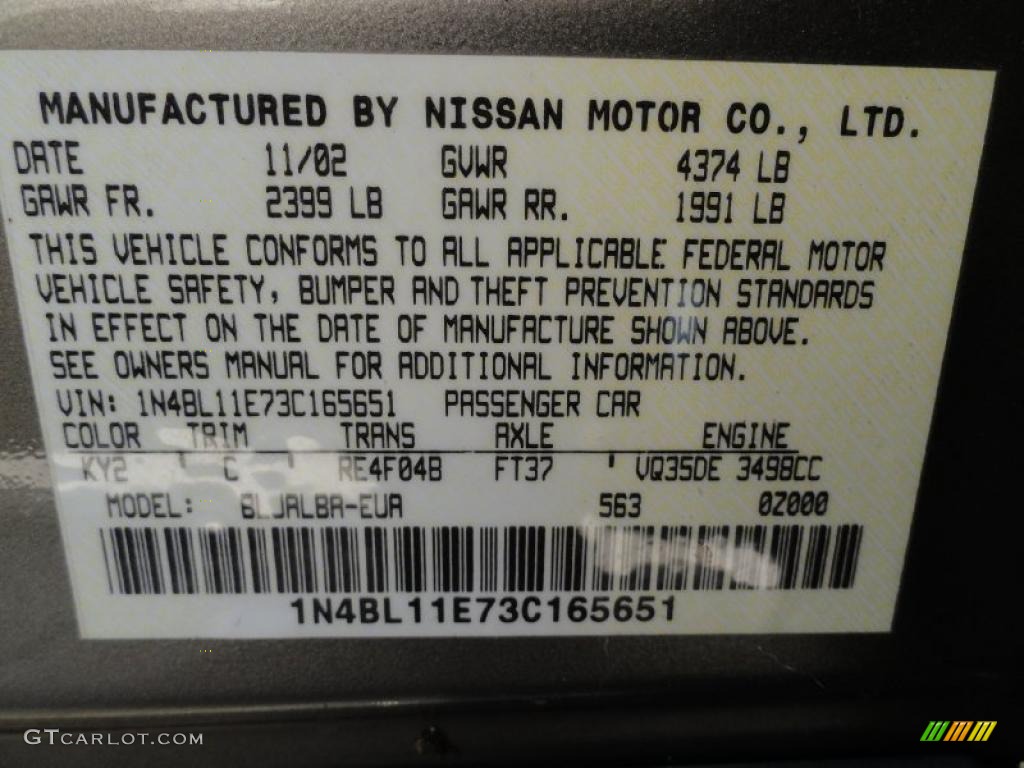 MANUFACTURED BY NISSAN MOTOR CO., LTD.
DATE 11/02 GVWR 4374 LB
GAWR FR. 2399 LB GAWR RR. 1991 LB
THIS VEHICLE CONFORMS TO ALL APPLICABLE FEDERAL MOTOR
VEHICLE SAFETY, BUMPER AND THEFT PREVENTION STANDARDS
IN EFFECT ON THE DATE OF MANUFACTURE SHOWN ABOVE.
SEE OWNERS MANUAL FOR ADDITIONAL INFORMATION.
VIN: 1N4BL11E73C165651 PASSENGER CAR
COLOR TRIM TRANS AXLE ENGINE
KY2 C RE4F04B FT37 VQ35DE 3498CC
MODEL: 563 0Z000
1N4BL11E73C165651
GTCARLOT.COM